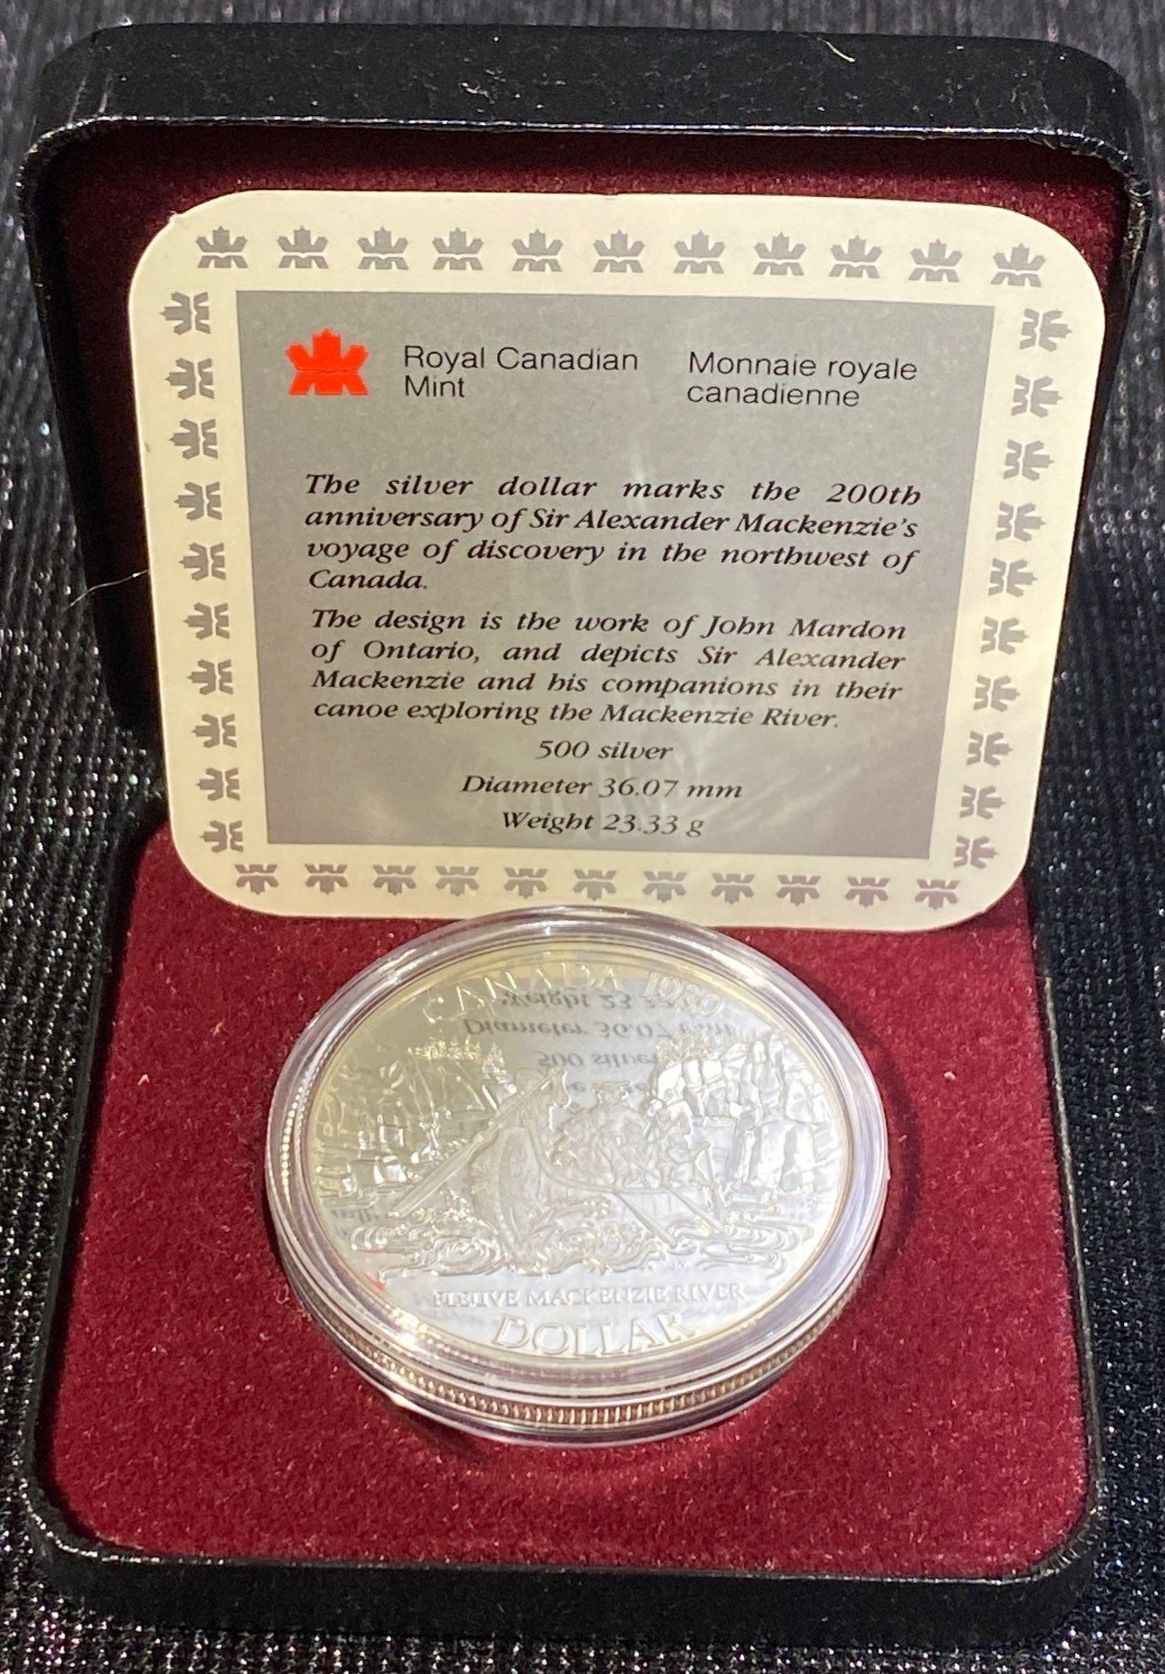 Royal Canadian
Mint
Monnaie royale
canadienne
The silver dollar marks the 200th
anniversary of Sir Alexander Mackenzie's
voyage of discovery in the northwest of
Canada.
The design is the work of John Mardon
of Ontario, and depicts Sir Alexander
Mackenzie and his companions in their
canoe exploring the Mackenzie River.
500 silver
Diameter 36.07 mm
Weight 23.33 g
CANADA 1989
FLEUVE MACKENZIE RIVER
DOLLAR